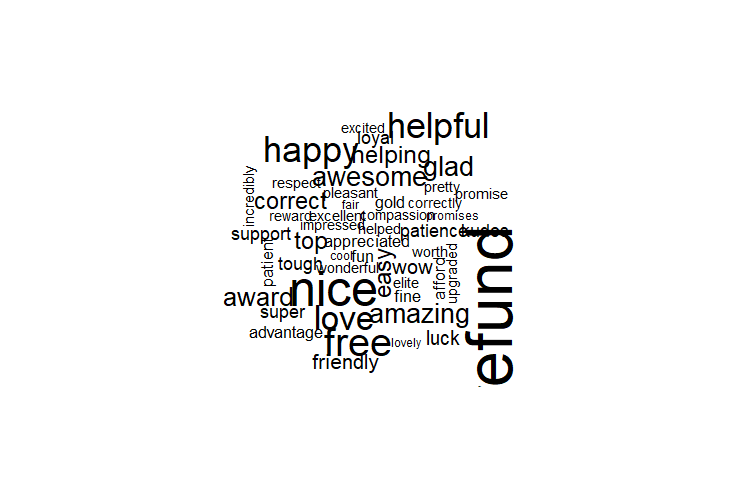 excited
helpful
loyal
happy
helping
awesome
glad
incredibly
respect
pleasant
pretty
promise
correct
fair
gold
correctly
reward
excellent
compassion
promises
impressed
helped
patience
kudos
support
top
appreciated
patient
cool
fun
worth
tough
wonderful
easy
wow
afford
upgraded
nice
elite
fine
award
super
love
amazing
efund
advantage
free
lovely
luck
friendly